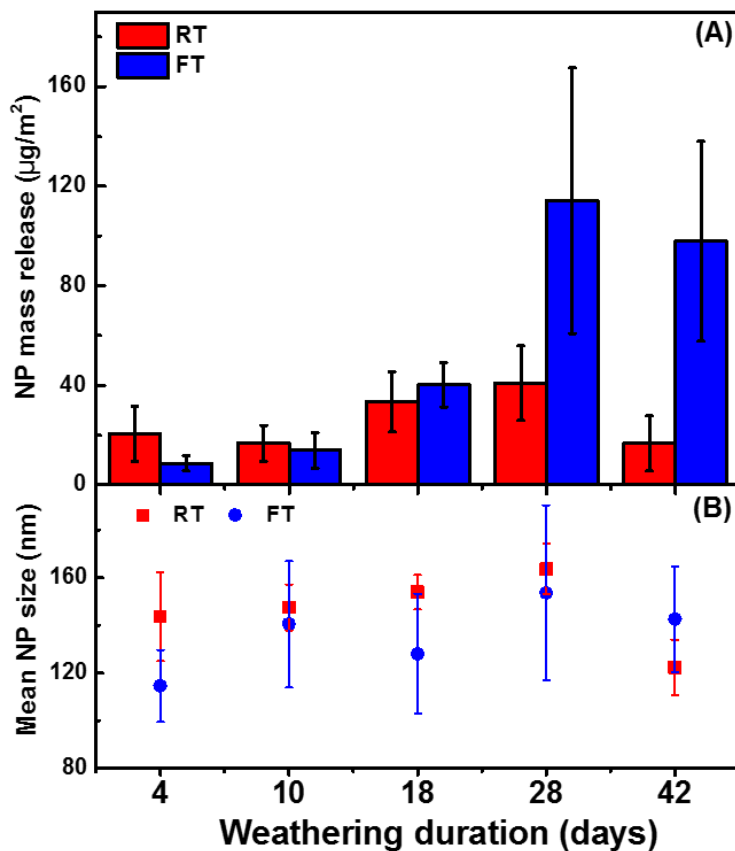 (A)
RT
FT
NP mass release (μg/m²)
160
120
80
40
0
(B)
RT FT
Mean NP size (nm)
160
120
80
4 10 18 28 42
Weathering duration (days)